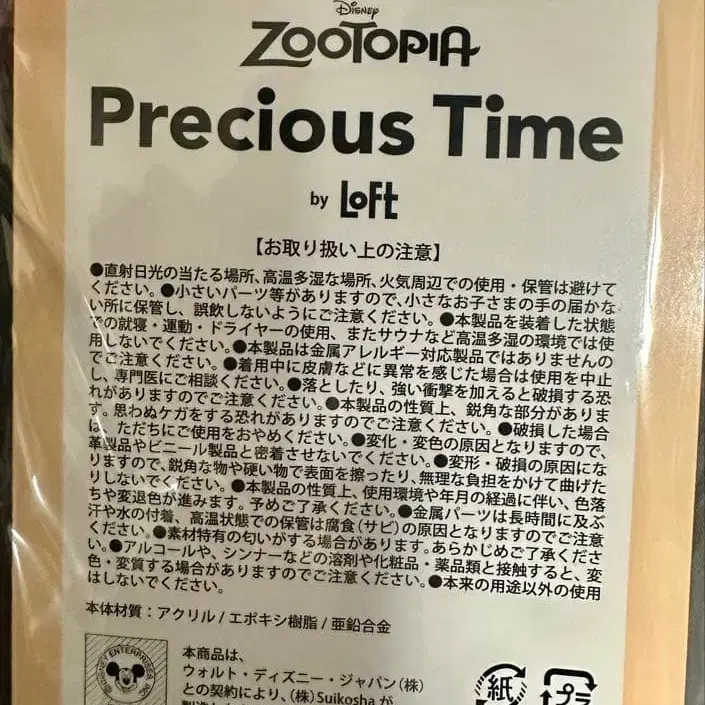 Disney
ZOOTOPIA
Precious Time
by LOFT
【お取り扱い上の注意】
●直射日光の当たる場所、高温多湿な場所、火気周辺での使用・保管は避けて
ください。●小さいパーツ等がありますので、小さなお子さまの手の届かな
い所に保管し、誤飲しないようにご注意ください。●本製品を装着した状態
での就寝・運動・ドライヤーの使用、またサウナなど高温多湿の環境では使
用しないでください。●本製品は金属アレルギー対応製品ではありませんの
でご注意ください。●着用中に皮膚などに異常を感じた場合は使用を中止
し、専門医にご相談ください。●落としたり、強い衝撃を加えると破損する恐
れがありますのでご注意ください。●本製品の性質上、鋭角な部分がありま
す。思わぬケガをする恐れがありますのでご注意ください。●破損した場合
は、ただちにご使用をおやめください。●変化・変色の原因となりますので、
革製品やビニール製品と密着させないでください。●変形・破損の原因にな
りますので、鋭角な物や硬い物で表面を擦ったり、無理な負担をかけて曲げた
りしないでください。●本製品の性質上、使用環境や年月の経過に伴い、色落
ちや変退色が進みます。予めご了承ください。●金属パーツは長時間に及ぶ
汗や水の付着、高温状態での保管は腐食（サビ）の原因となりますのでご注意
ください。●素材特有の匂いがする場合があります。あらかじめご了承くださ
い。●アルコールや、シンナーなどの溶剤や化粧品・薬品類と接触すると、変
色・変質する場合がありますのでご注意ください。●本来の用途以外の使用
はしないでください。
本体材質：アクリル / エポキシ樹脂 / 亜鉛合金
©DISNEY ENTERPRISES INC
本商品は、
ウォルト・ディズニー・ジャパン（株）
との契約により、（株）Suikosha が
紙
プラ